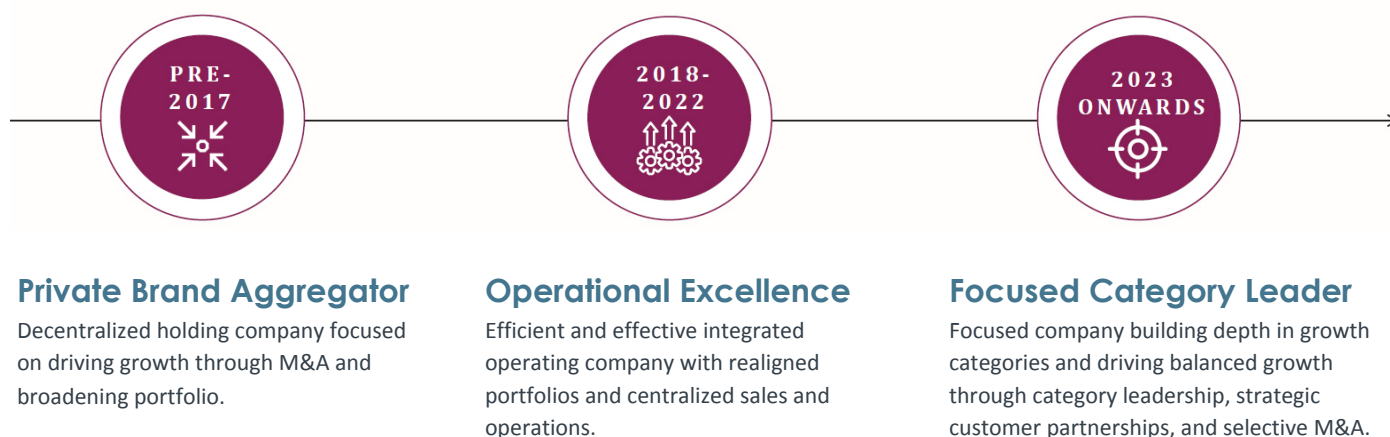 PRE-
2017
2018-
2022
2023
ONWARDS
Private Brand Aggregator
Decentralized holding company focused
on driving growth through M&A and
broadening portfolio.
Operational Excellence
Efficient and effective integrated
operating company with realigned
portfolios and centralized sales and
operations.
Focused Category Leader
Focused company building depth in growth
categories and driving balanced growth
through category leadership, strategic
customer partnerships, and selective M&A.